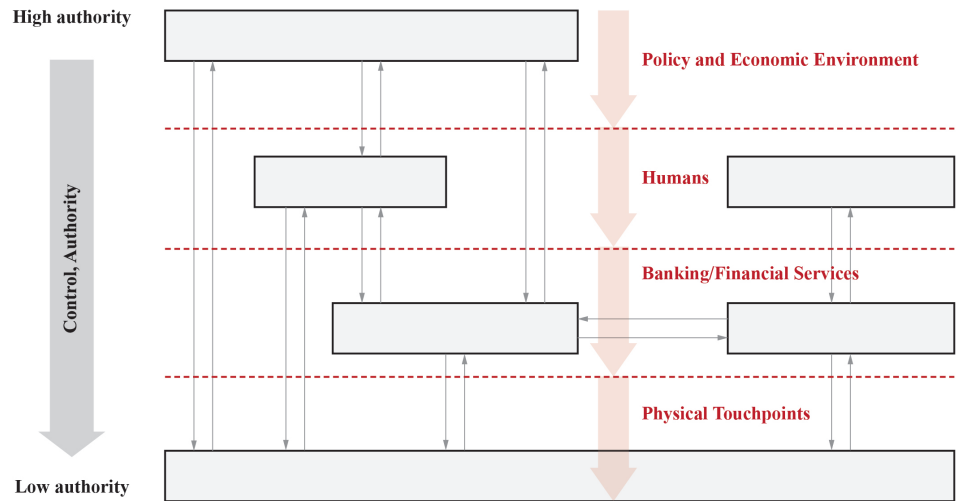 High authority
Policy and Economic Environment
Humans
Control, Authority
Banking/Financial Services
Physical Touchpoints
Low authority